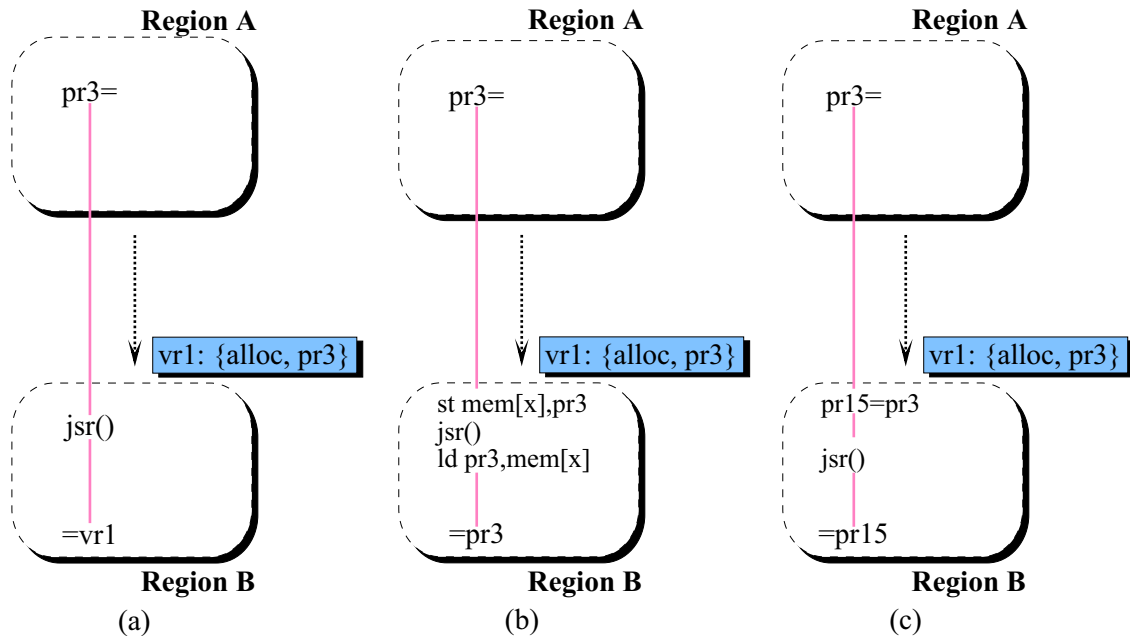 Region A
pr3=
vr1: {alloc, pr3}
jsr()
=vr1
Region B
(a)
Region A
pr3=
vr1: {alloc, pr3}
st mem[x],pr3
jsr()
ld pr3,mem[x]
=pr3
Region B
(b)
Region A
pr3=
vr1: {alloc, pr3}
pr15=pr3
jsr()
=pr15
Region B
(c)